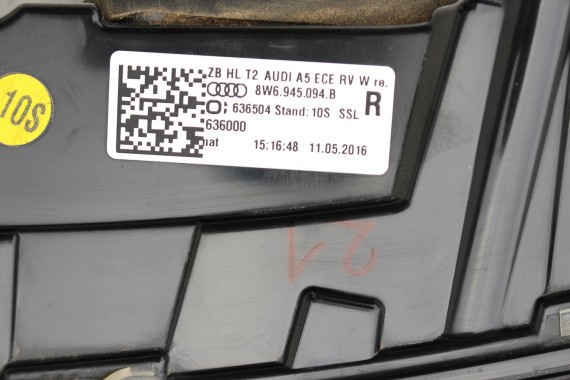 ZB HL T2 AUDI A5 ECE RV W re.
8W6.945.094.B
R
636504 Stand: 10S SSL
636000
15:16:48 11.05.2016
10S
21